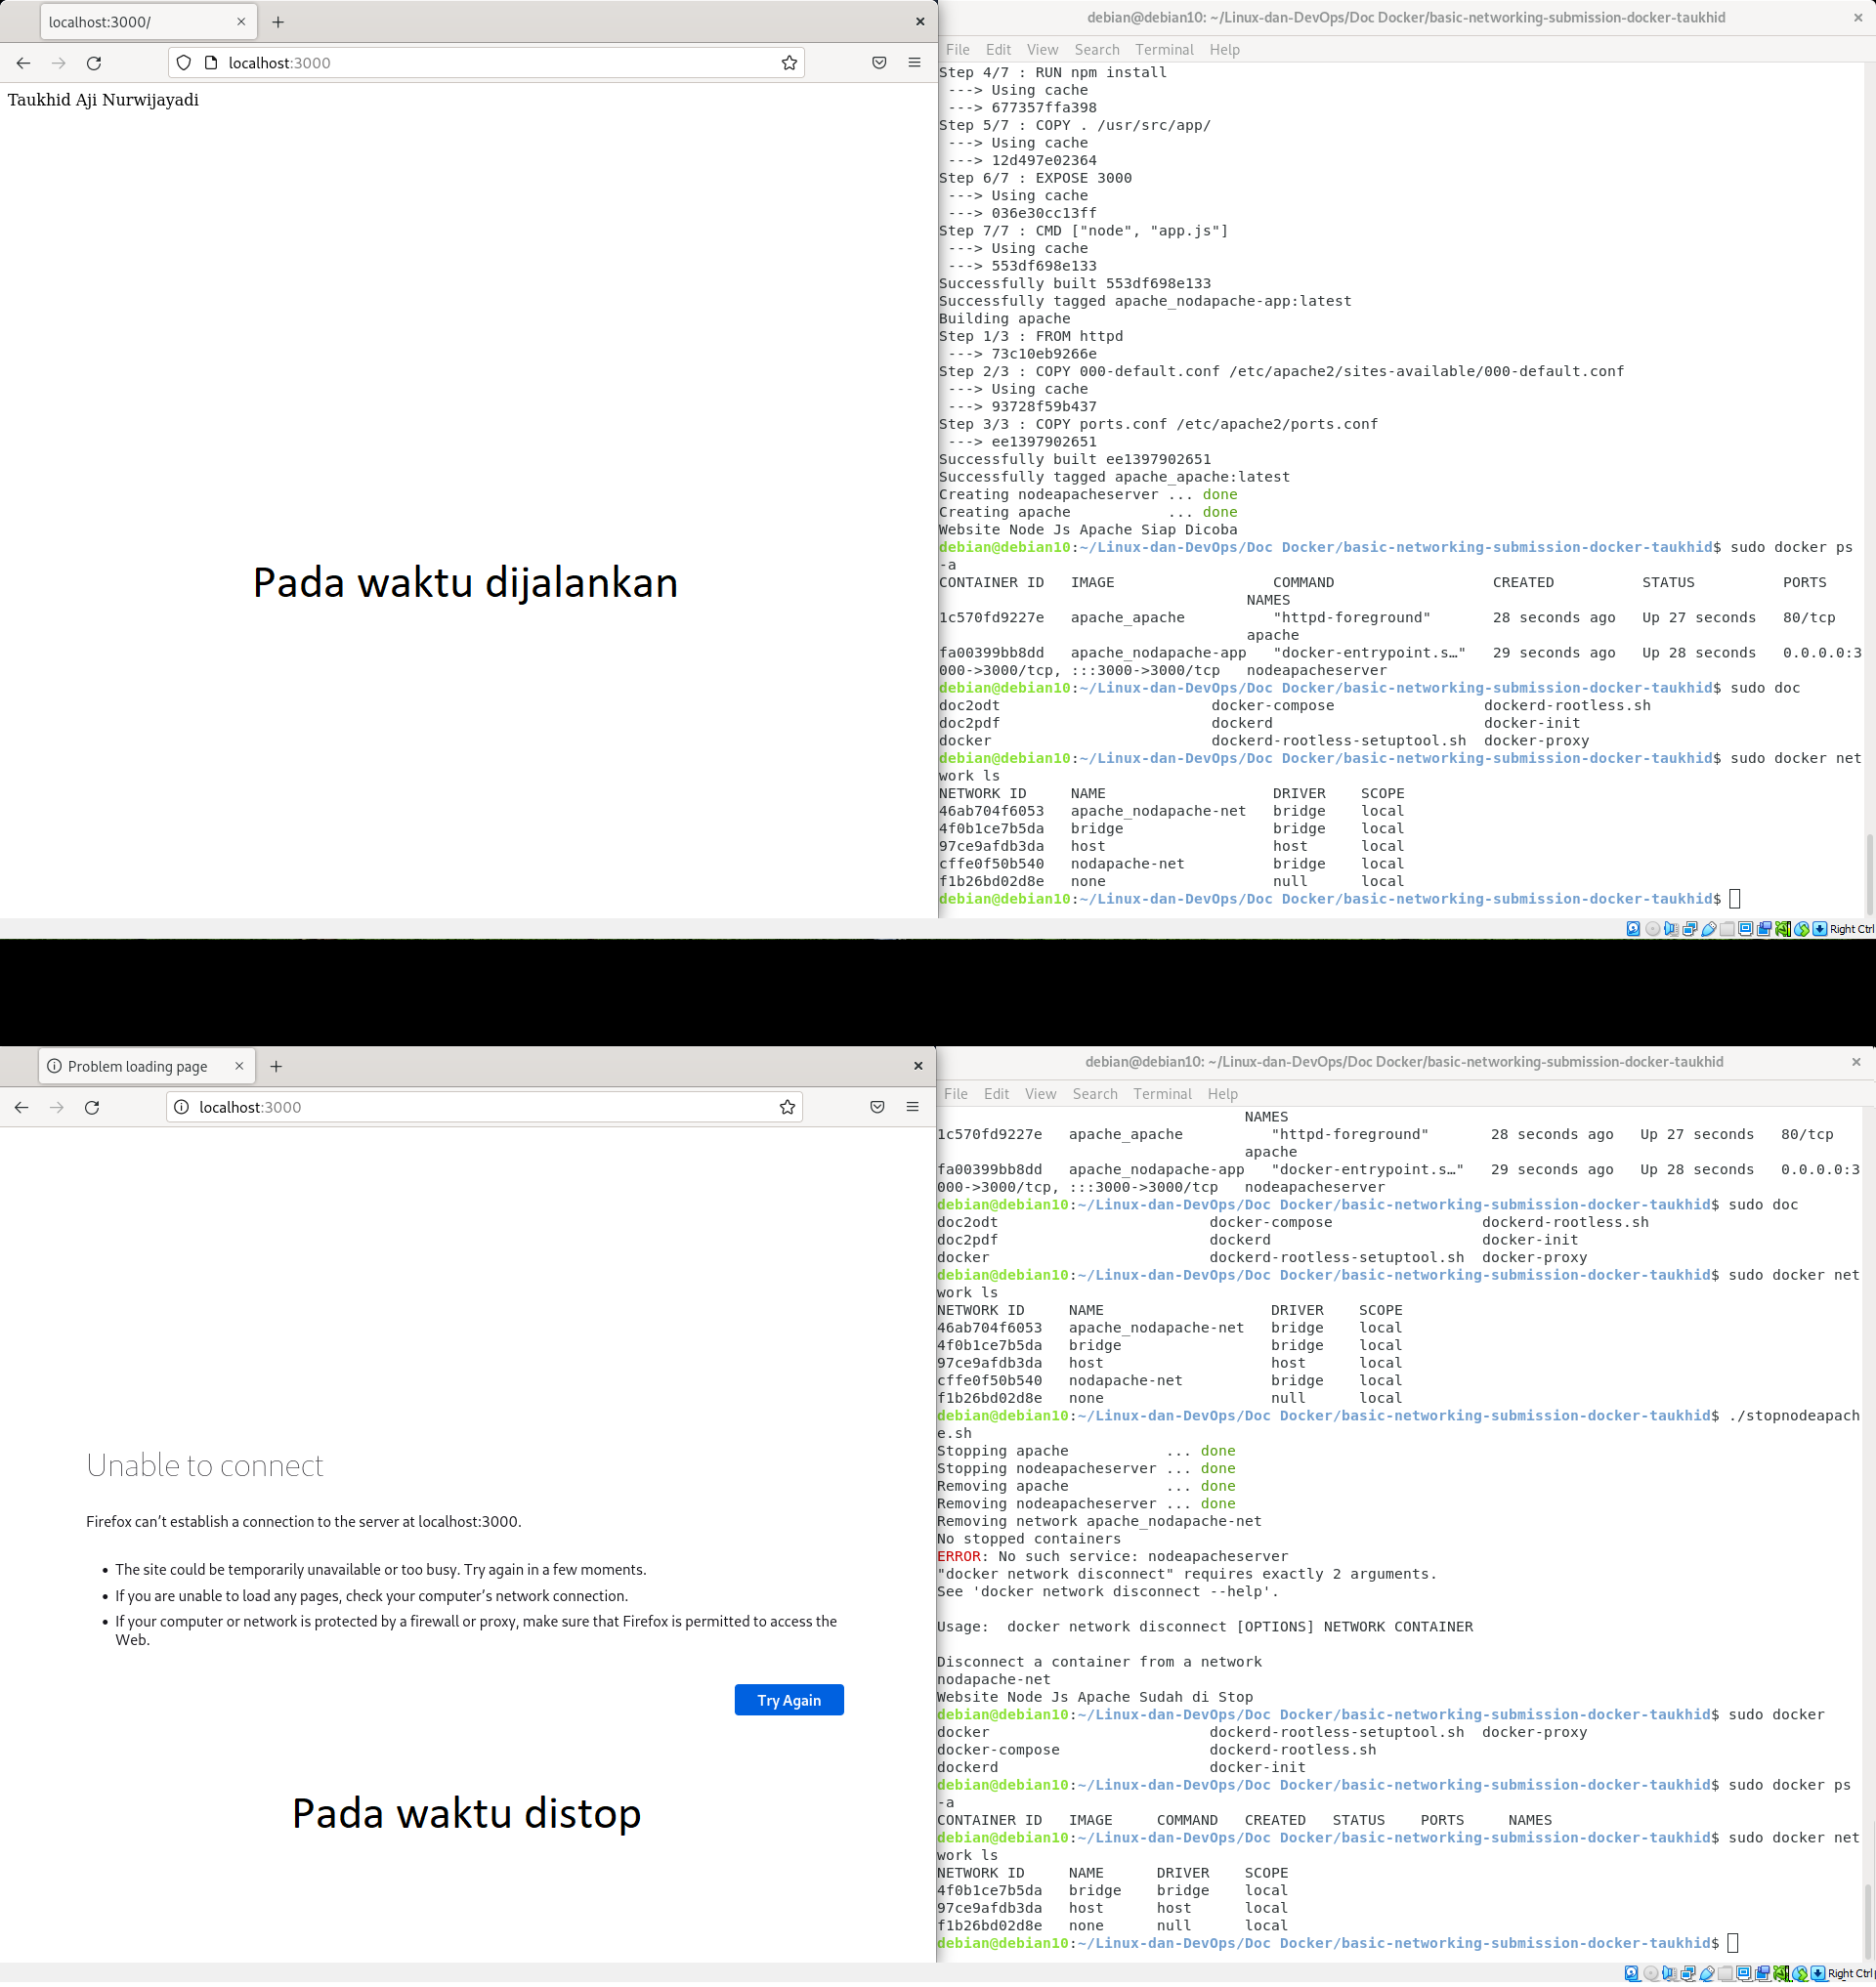 localhost:3000/
localhost:3000
Taukhid Aji Nurwijayadi
Pada waktu dijalankan
debian@debian10: ~/Linux-dan-DevOps/Doc Docker/basic-networking-submission-docker-taukhid
File Edit View Search Terminal Help
Step 4/7 : RUN npm install
---> Using cache
---> 677357ffa398
Step 5/7 : COPY . /usr/src/app/
---> Using cache
---> 12d497e02364
Step 6/7 : EXPOSE 3000
---> Using cache
---> 036e30cc13ff
Step 7/7 : CMD ["node", "app.js"]
---> Using cache
---> 553df698e133
Successfully built 553df698e133
Successfully tagged apache_nodapache-app:latest
Building apache
Step 1/3 : FROM httpd
---> 73c10eb9266e
Step 2/3 : COPY 000-default.conf /etc/apache2/sites-available/000-default.conf
---> Using cache
---> 93728f59b437
Step 3/3 : COPY ports.conf /etc/apache2/ports.conf
---> ee1397902651
Successfully built ee1397902651
Successfully tagged apache_apache:latest
Creating nodeapacheserver ... done
Creating apache ... done
Website Node Js Apache Siap Dicoba
debian@debian10:~/Linux-dan-DevOps/Doc Docker/basic-networking-submission-docker-taukhid$ sudo docker ps
-a
CONTAINER ID IMAGE COMMAND CREATED STATUS PORTS
NAMES
1c570fd9227e apache_apache "httpd-foreground" 28 seconds ago Up 27 seconds 80/tcp
apache
fa00399bb8dd apache_nodapache-app "docker-entrypoint.s…" 29 seconds ago Up 28 seconds 0.0.0.0:3
000->3000/tcp, :::3000->3000/tcp nodeapacheserver
debian@debian10:~/Linux-dan-DevOps/Doc Docker/basic-networking-submission-docker-taukhid$ sudo doc
doc2odt docker-compose dockerd-rootless.sh
doc2pdf dockerd docker-init
docker dockerd-rootless-setuptool.sh docker-proxy
debian@debian10:~/Linux-dan-DevOps/Doc Docker/basic-networking-submission-docker-taukhid$ sudo docker net
work ls
NETWORK ID NAME DRIVER SCOPE
46ab704f6053 apache_nodapache-net bridge local
4f0b1ce7b5da bridge bridge local
97ce9afdb3da host host local
cffe0f50b540 nodapache-net bridge local
f1b26bd02d8e none null local
debian@debian10:~/Linux-dan-DevOps/Doc Docker/basic-networking-submission-docker-taukhid$
Right Ctrl
Problem loading page
localhost:3000
Unable to connect
Firefox can’t establish a connection to the server at localhost:3000.
• The site could be temporarily unavailable or too busy. Try again in a few moments.
• If you are unable to load any pages, check your computer’s network connection.
• If your computer or network is protected by a firewall or proxy, make sure that Firefox is permitted to access the
Web.
Try Again
Pada waktu distop
debian@debian10: ~/Linux-dan-DevOps/Doc Docker/basic-networking-submission-docker-taukhid
File Edit View Search Terminal Help
NAMES
1c570fd9227e apache_apache "httpd-foreground" 28 seconds ago Up 27 seconds 80/tcp
apache
fa00399bb8dd apache_nodapache-app "docker-entrypoint.s…" 29 seconds ago Up 28 seconds 0.0.0.0:3
000->3000/tcp, :::3000->3000/tcp nodeapacheserver
debian@debian10:~/Linux-dan-DevOps/Doc Docker/basic-networking-submission-docker-taukhid$ sudo doc
doc2odt docker-compose dockerd-rootless.sh
doc2pdf dockerd docker-init
docker dockerd-rootless-setuptool.sh docker-proxy
debian@debian10:~/Linux-dan-DevOps/Doc Docker/basic-networking-submission-docker-taukhid$ sudo docker net
work ls
NETWORK ID NAME DRIVER SCOPE
46ab704f6053 apache_nodapache-net bridge local
4f0b1ce7b5da bridge bridge local
97ce9afdb3da host host local
cffe0f50b540 nodapache-net bridge local
f1b26bd02d8e none null local
debian@debian10:~/Linux-dan-DevOps/Doc Docker/basic-networking-submission-docker-taukhid$ ./stopnodeapach
e.sh
Stopping apache ... done
Stopping nodeapacheserver ... done
Removing apache ... done
Removing nodeapacheserver ... done
Removing network apache_nodapache-net
No stopped containers
ERROR: No such service: nodeapacheserver
"docker network disconnect" requires exactly 2 arguments.
See 'docker network disconnect --help'.
Usage: docker network disconnect [OPTIONS] NETWORK CONTAINER
Disconnect a container from a network
nodapache-net
Website Node Js Apache Sudah di Stop
debian@debian10:~/Linux-dan-DevOps/Doc Docker/basic-networking-submission-docker-taukhid$ sudo docker
docker dockerd-rootless-setuptool.sh docker-proxy
docker-compose dockerd-rootless.sh
dockerd docker-init
debian@debian10:~/Linux-dan-DevOps/Doc Docker/basic-networking-submission-docker-taukhid$ sudo docker ps
-a
CONTAINER ID IMAGE COMMAND CREATED STATUS PORTS NAMES
debian@debian10:~/Linux-dan-DevOps/Doc Docker/basic-networking-submission-docker-taukhid$ sudo docker net
work ls
NETWORK ID NAME DRIVER SCOPE
4f0b1ce7b5da bridge bridge local
97ce9afdb3da host host local
f1b26bd02d8e none null local
debian@debian10:~/Linux-dan-DevOps/Doc Docker/basic-networking-submission-docker-taukhid$
Right Ctrl